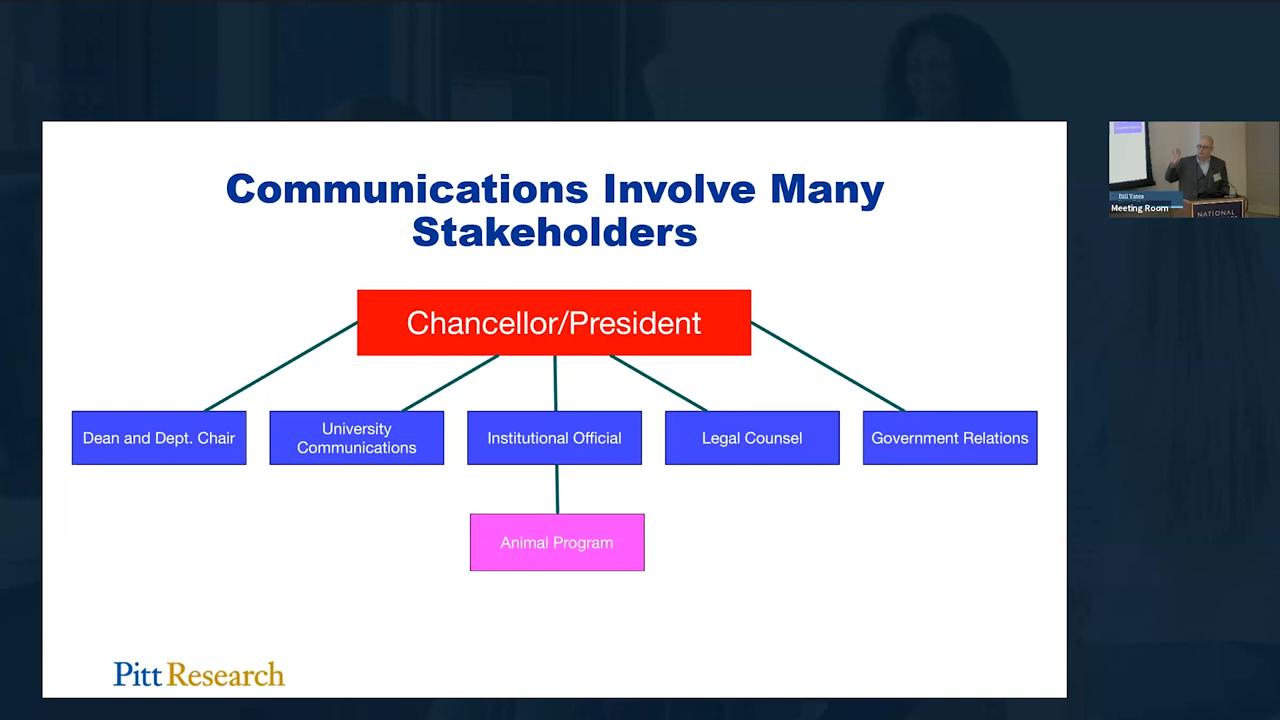 Communications Involve Many
Stakeholders
Chancellor/President
Dean and Dept. Chair
University
Communications
Institutional Official
Legal Counsel
Government Relations
Animal Program
Pitt Research
Bill Yates
Meeting Room
NATIONAL